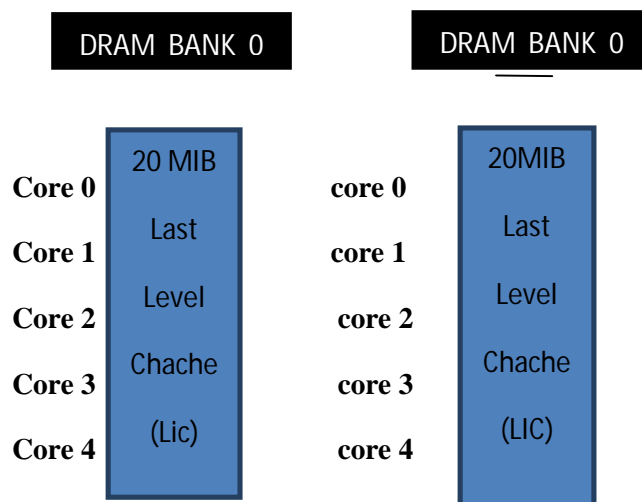 DRAM BANK 0
20 MIB
Core 0
Last
Core 1
Level
Core 2
Chache
Core 3
(Lic)
Core 4
DRAM BANK 0
20MIB
core 0
Last
core 1
Level
core 2
Chache
core 3
(LIC)
core 4